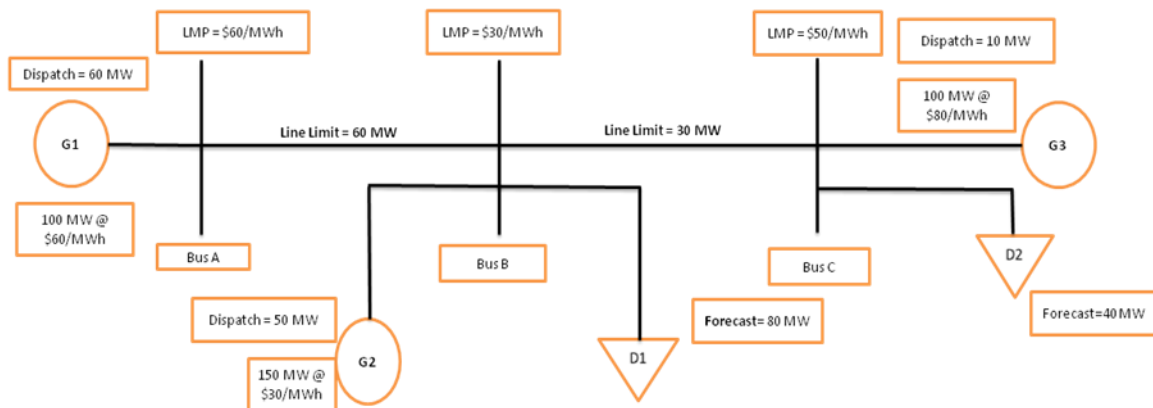 LMP = $60/MWh
LMP = $30/MWh
LMP = $50/MWh
Dispatch = 10 MW
Dispatch = 60 MW
100 MW @
$80/MWh
Line Limit = 60 MW
Line Limit = 30 MW
G1
G3
100 MW @
$60/MWh
Bus A
Bus B
Bus C
D2
Dispatch = 50 MW
Forecast= 80 MW
Forecast=40 MW
G2
D1
150 MW @
$30/MWh